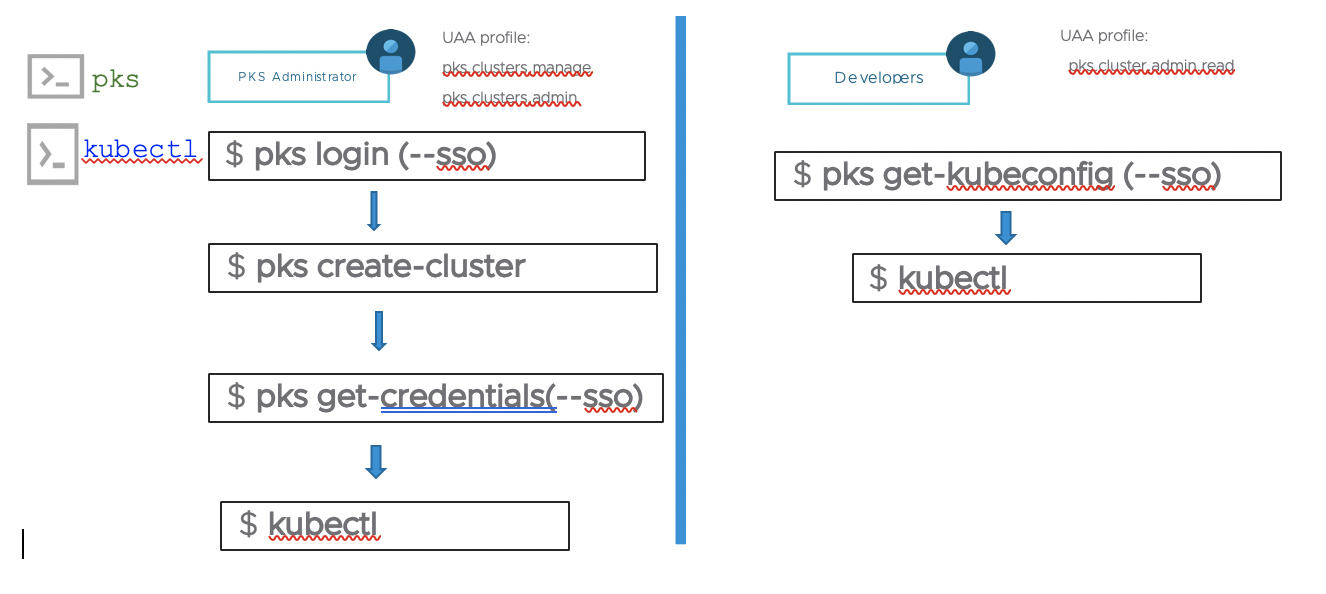 pks
kubectl
PKS Administrator
UAA profile:
pks.clusters.manage
pks.clusters.admin
$ pks login (--sso)
$ pks create-cluster
$ pks get-credentials(--sso)
$ kubectl
Developers
UAA profile:
pks.cluster.admin.read
$ pks get-kubeconfig (--sso)
$ kubectl